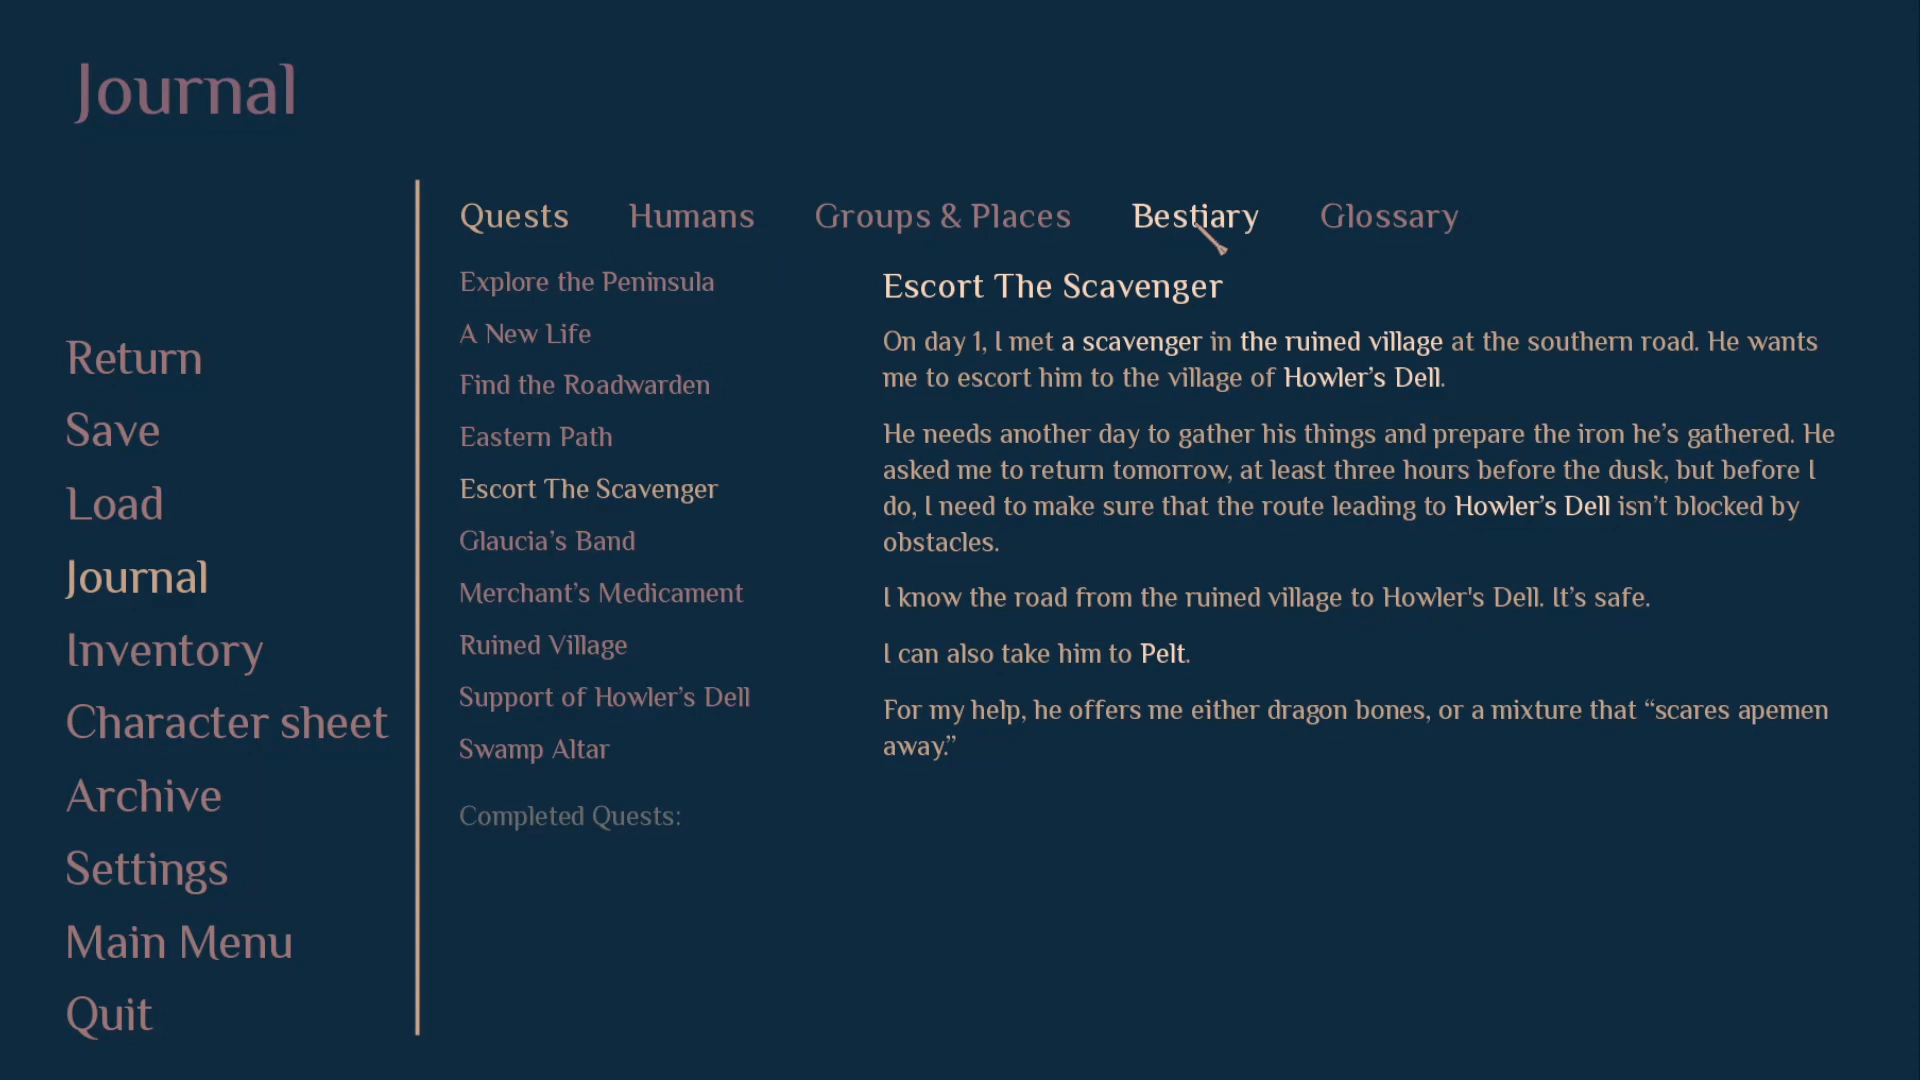 Journal
Quests Humans Groups & Places Bestiary Glossary
Return
Save
Load
Journal
Inventory
Character sheet
Archive
Settings
Main Menu
Quit
Explore the Peninsula
A New Life
Find the Roadwarden
Eastern Path
Escort The Scavenger
Glaucia’s Band
Merchant’s Medicament
Ruined Village
Support of Howler’s Dell
Swamp Altar
Completed Quests:
Escort The Scavenger
On day 1, I met a scavenger in the ruined village at the southern road. He wants
me to escort him to the village of Howler’s Dell.
He needs another day to gather his things and prepare the iron he’s gathered. He
asked me to return tomorrow, at least three hours before the dusk, but before I
do, I need to make sure that the route leading to Howler’s Dell isn’t blocked by
obstacles.
I know the road from the ruined village to Howler's Dell. It’s safe.
I can also take him to Pelt.
For my help, he offers me either dragon bones, or a mixture that “scares apemen
away.”